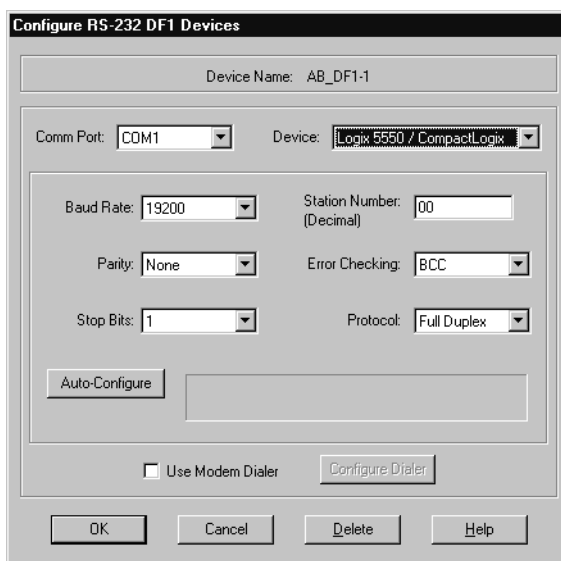 Configure RS-232 DF1 Devices
Device Name: AB_DF1-1
Comm Port: COM1 Device: Logix 5550 / CompactLogix
Baud Rate: 19200 Station Number: 00
(Decimal)
Parity: None Error Checking: BCC
Stop Bits: 1 Protocol: Full Duplex
Auto-Configure
Use Modem Dialer Configure Dialer
OK Cancel Delete Help